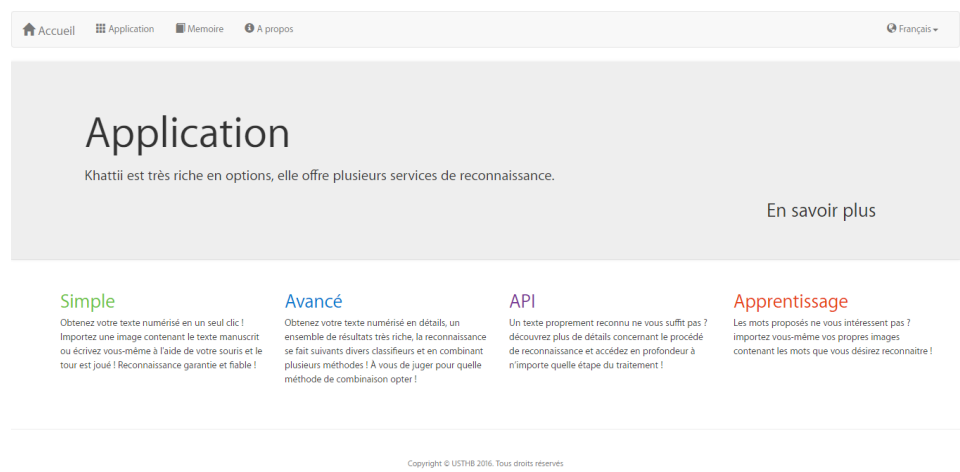 Accueil Application Memoire A propos Français
Application
Khattii est très riche en options, elle offre plusieurs services de reconnaissance.
En savoir plus
Simple
Obtenez votre texte numérisé en un seul clic !
Importez une image contenant le texte manuscrit
ou écrivez vous-même à l'aide de votre souris et le
tour est joué ! Reconnaissance garantie et fiable !
Avancé
Obtenez votre texte numérisé en détails, un
ensemble de résultats très riche, la reconnaissance
se fait suivants divers classifieurs et en combinant
plusieurs méthodes ! À vous de juger pour quelle
méthode de combinaison opter !
API
Un texte proprement reconnu ne vous suffit pas ?
découvrez plus de détails concernant le procédé
de reconnaissance et accédez en profondeur à
n'importe quelle étape du traitement !
Apprentissage
Les mots proposés ne vous intéressent pas ?
importez vous-même vos propres images
contenant les mots que vous désirez reconnaitre !
Copyright © USTHB 2016. Tous droits réservés